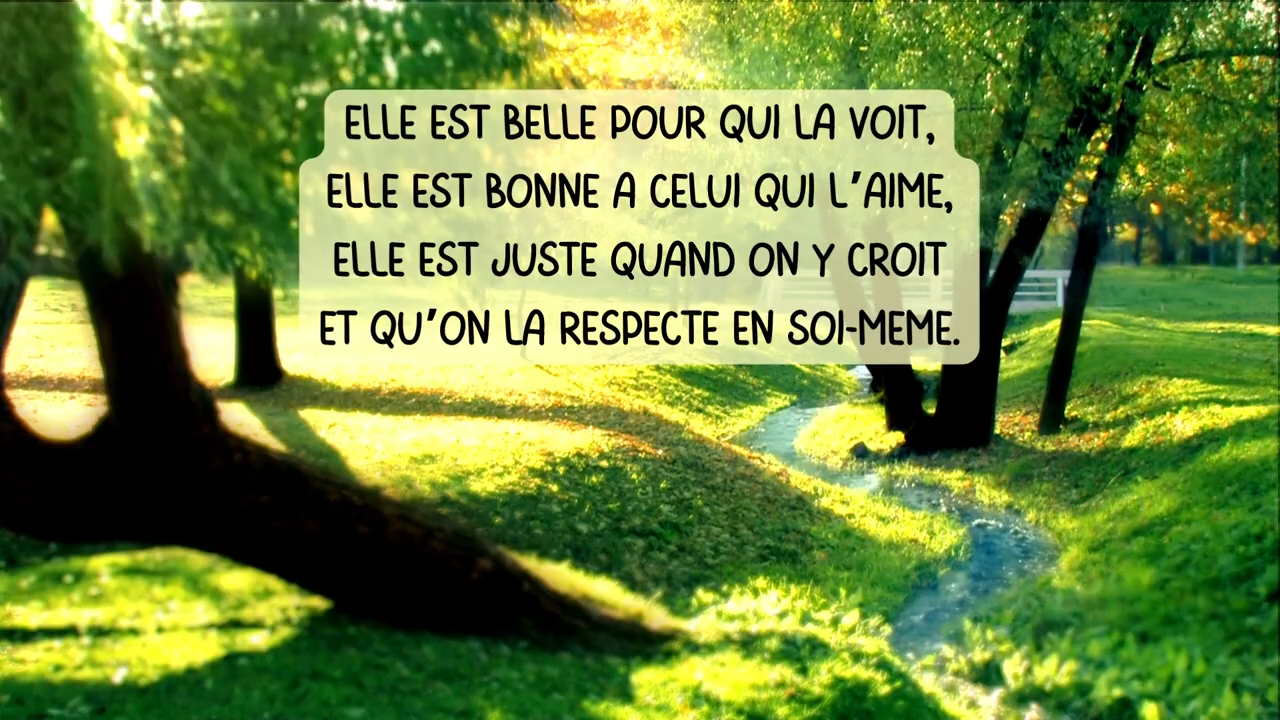 ELLE EST BELLE POUR QUI LA VOIT,
ELLE EST BONNE A CELUI QUI L'AIME,
ELLE EST JUSTE QUAND ON Y CROIT
ET QU'ON LA RESPECTE EN SOI-MEME.